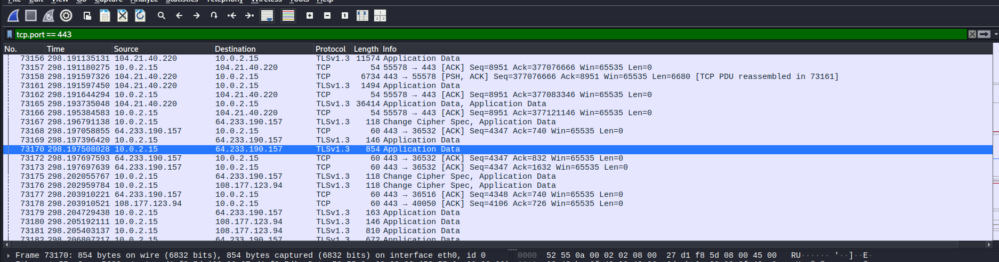 File Edit View Go Capture Analyze Statistics Telephony Wireless Tools Help
tcp.port == 443
No. Time Source Destination Protocol Length Info
73156 298.191135131 104.21.40.220 10.0.2.15 TLSv1.3 11574 Application Data
73157 298.191180275 10.0.2.15 104.21.40.220 TCP 54 55578 → 443 [ACK] Seq=8951 Ack=377076666 Win=65535 Len=0
73158 298.191597326 104.21.40.220 10.0.2.15 TCP 6734 443 → 55578 [PSH, ACK] Seq=377076666 Ack=8951 Win=65535 Len=6680 [TCP PDU reassembled in 73161]
73161 298.191597450 104.21.40.220 10.0.2.15 TLSv1.3 1494 Application Data
73162 298.191644294 10.0.2.15 104.21.40.220 TCP 54 55578 → 443 [ACK] Seq=8951 Ack=377083346 Win=65535 Len=0
73165 298.193735048 104.21.40.220 10.0.2.15 TLSv1.3 36414 Application Data, Application Data
73166 298.195384583 10.0.2.15 104.21.40.220 TCP 54 55578 → 443 [ACK] Seq=8951 Ack=377121146 Win=65535 Len=0
73167 298.196791138 10.0.2.15 64.233.190.157 TLSv1.3 118 Change Cipher Spec, Application Data
73168 298.197058855 64.233.190.157 10.0.2.15 TCP 60 443 → 36532 [ACK] Seq=4347 Ack=740 Win=65535 Len=0
73169 298.197396420 10.0.2.15 64.233.190.157 TLSv1.3 146 Application Data
73170 298.197508028 10.0.2.15 64.233.190.157 TLSv1.3 854 Application Data
73172 298.197697593 64.233.190.157 10.0.2.15 TCP 60 443 → 36532 [ACK] Seq=4347 Ack=832 Win=65535 Len=0
73173 298.197697639 64.233.190.157 10.0.2.15 TCP 60 443 → 36532 [ACK] Seq=4347 Ack=1632 Win=65535 Len=0
73175 298.202055767 10.0.2.15 64.233.190.157 TLSv1.3 118 Change Cipher Spec, Application Data
73176 298.202959784 10.0.2.15 108.177.123.94 TLSv1.3 118 Change Cipher Spec, Application Data
73177 298.203910221 64.233.190.157 10.0.2.15 TCP 60 443 → 36516 [ACK] Seq=4348 Ack=740 Win=65535 Len=0
73178 298.203910521 108.177.123.94 10.0.2.15 TCP 60 443 → 40050 [ACK] Seq=4106 Ack=726 Win=65535 Len=0
73179 298.204729438 10.0.2.15 64.233.190.157 TLSv1.3 163 Application Data
73180 298.205192111 10.0.2.15 108.177.123.94 TLSv1.3 146 Application Data
73181 298.205403137 10.0.2.15 108.177.123.94 TLSv1.3 810 Application Data
73182 298.206807217 10.0.2.15 64.233.190.157 TLSv1.3 672 Application Data
Frame 73170: 854 bytes on wire (6832 bits), 854 bytes captured (6832 bits) on interface eth0, id 0 0000 52 55 0a 00 02 02 08 00 27 d1 f8 5d 08 00 45 00 RU······ '··]··E·